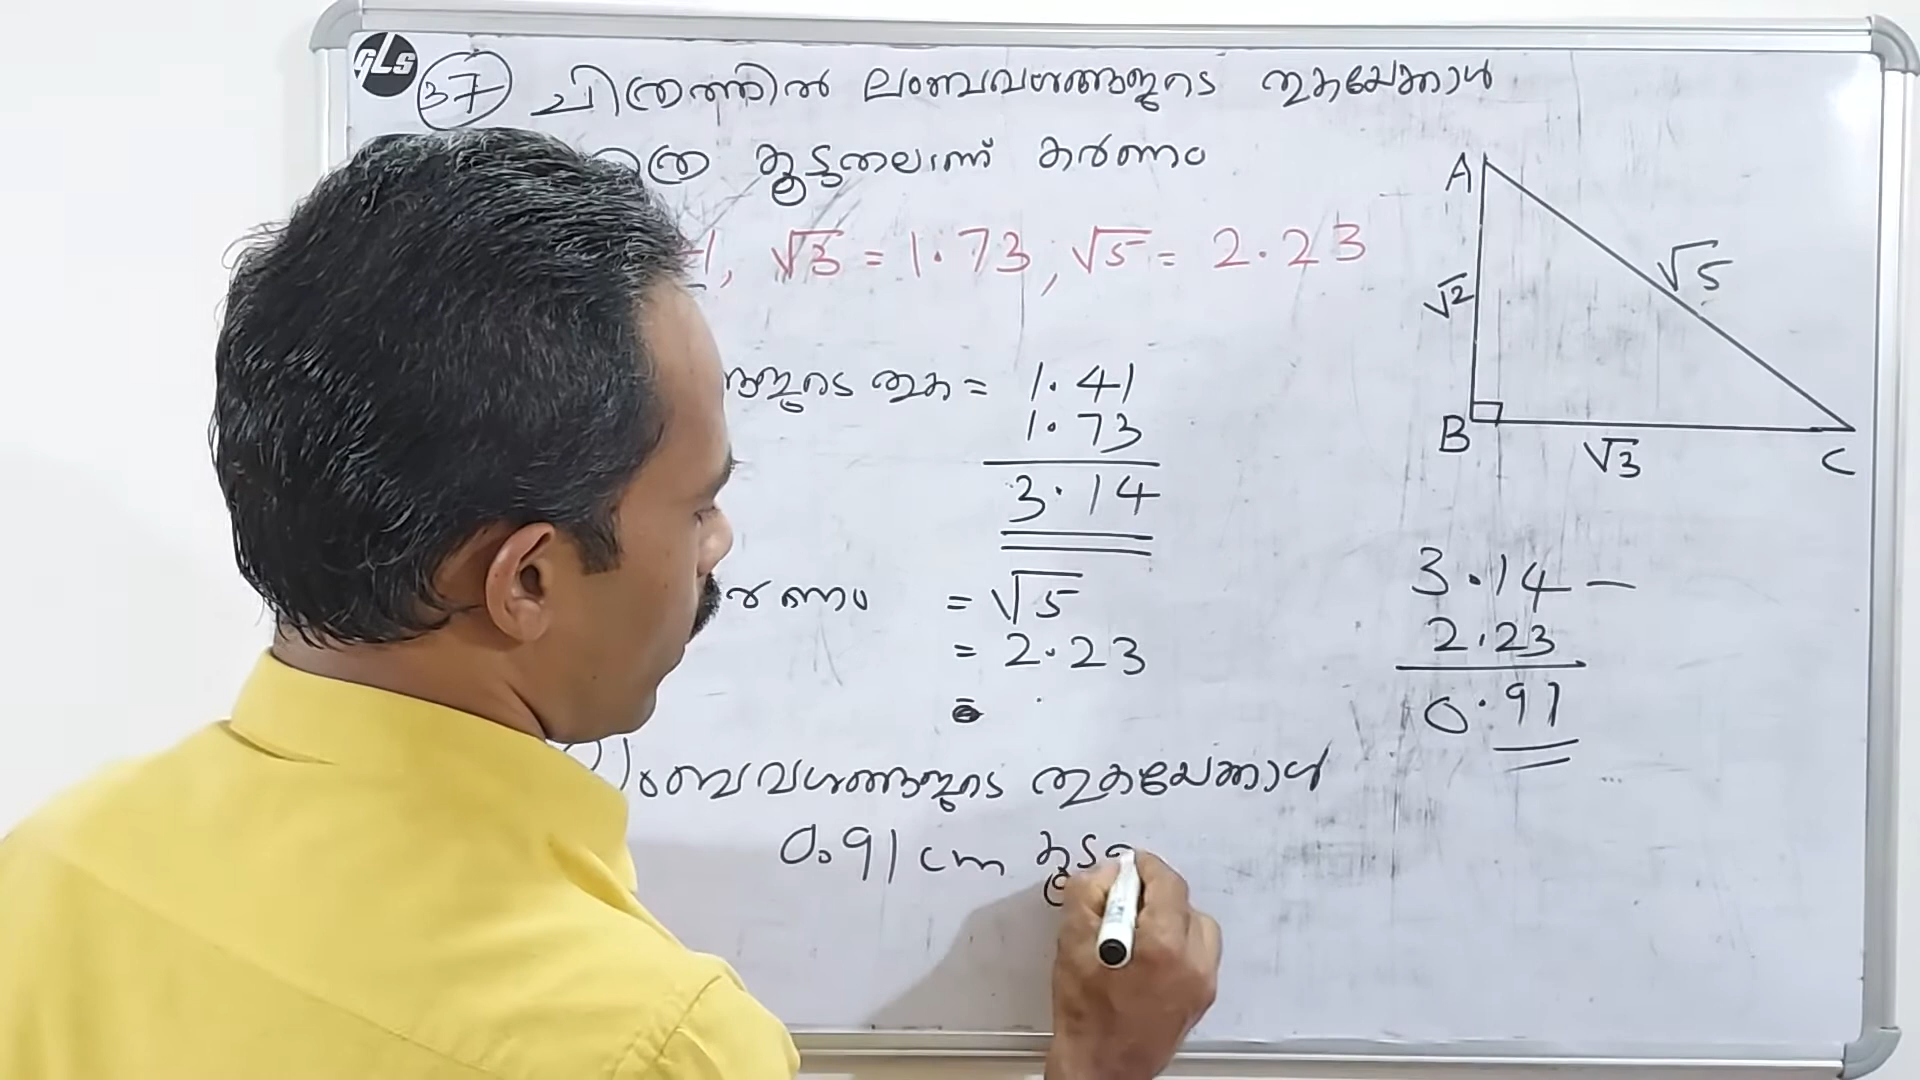 GLS
37 ചിത്രത്തിൽ ലംബവശങ്ങളുടെ തുകയേക്കാൾ
ത്ര കൂടുതലാണ് കർണം
√3 = 1.73, √5 = 2.23
ങ്ങളുടെ തുക = 1.41
1.73
3.14
ർണം = √5
= 2.23
=
ലംബവശങ്ങളുടെ തുകയേക്കാൾ
0.91 cm കൂട
A
√2
√5
B
√3
C
3.14 –
2.23
0.91